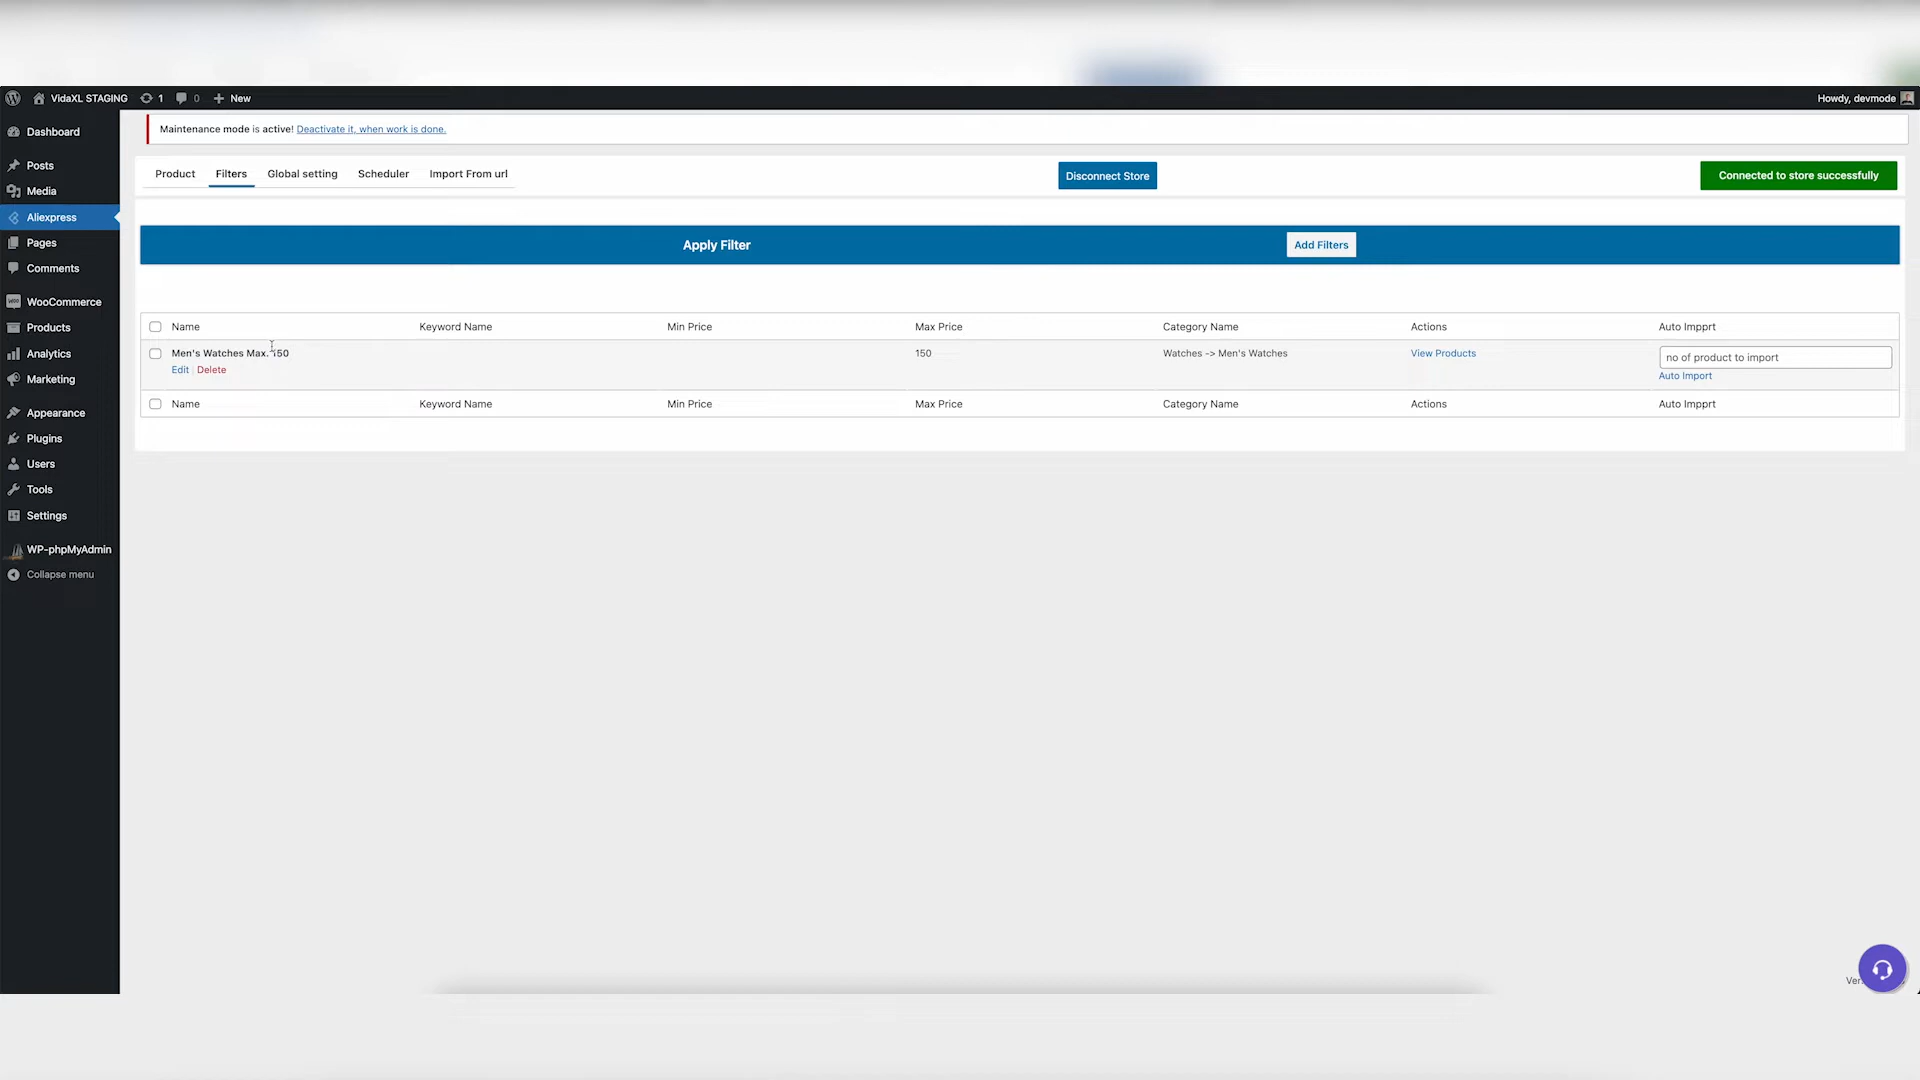 VidaXL STAGING 1 0 New Howdy, devmode
Dashboard
Posts
Media
Aliexpress
Pages
Comments
WooCommerce
Products
Analytics
Marketing
Appearance
Plugins
Users
Tools
Settings
WP-phpMyAdmin
Collapse menu
Maintenance mode is active! Deactivate it, when work is done.
Product Filters Global setting Scheduler Import From url Disconnect Store Connected to store successfully
Apply Filter Add Filters
Name Keyword Name Min Price Max Price Category Name Actions Auto Impprt
Men's Watches Max. 150 150 Watches -> Men's Watches View Products no of product to import
Edit | Delete Auto Import
Name Keyword Name Min Price Max Price Category Name Actions Auto Impprt